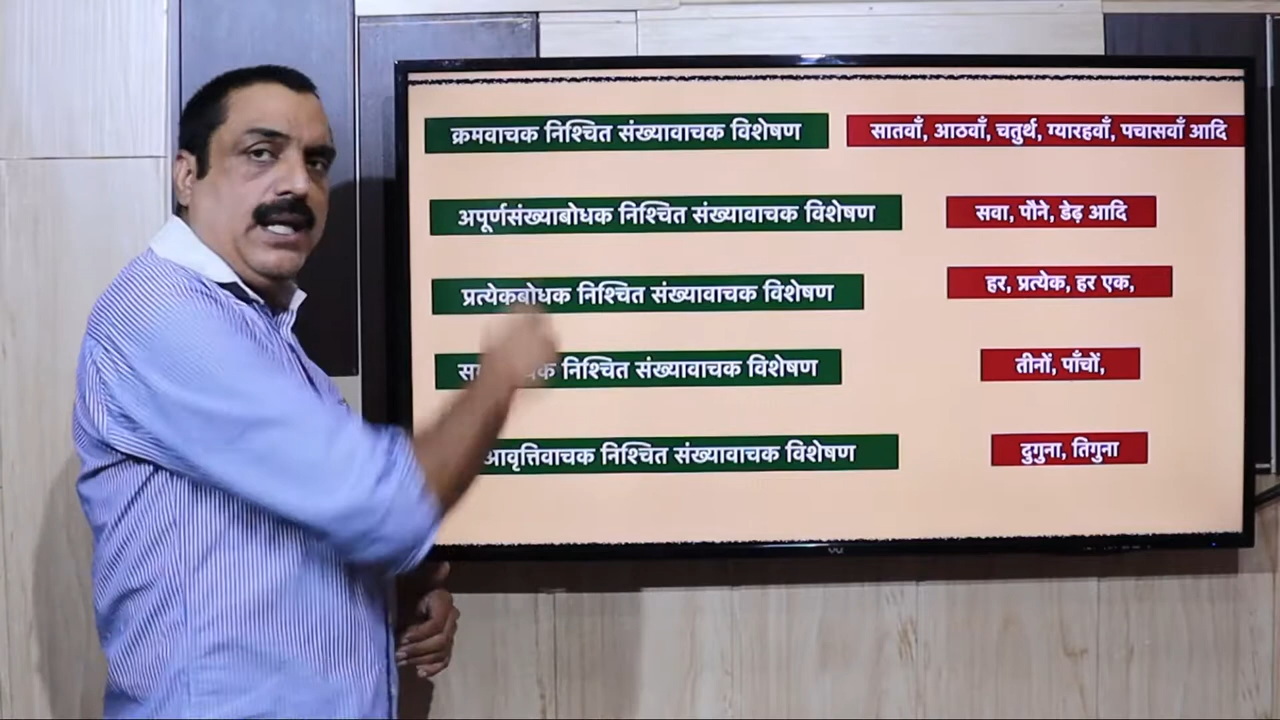 क्रमवाचक निश्चित संख्यावाचक विशेषण
सातवाँ, आठवाँ, चतुर्थ, ग्यारहवाँ, पचासवाँ आदि
अपूर्णसंख्याबोधक निश्चित संख्यावाचक विशेषण
सवा, पौने, डेढ़ आदि
प्रत्येकबोधक निश्चित संख्यावाचक विशेषण
हर, प्रत्येक, हर एक,
निश्चित संख्यावाचक विशेषण
तीनों, पाँचों,
आवृत्तिवाचक निश्चित संख्यावाचक विशेषण
दुगुना, तिगुना